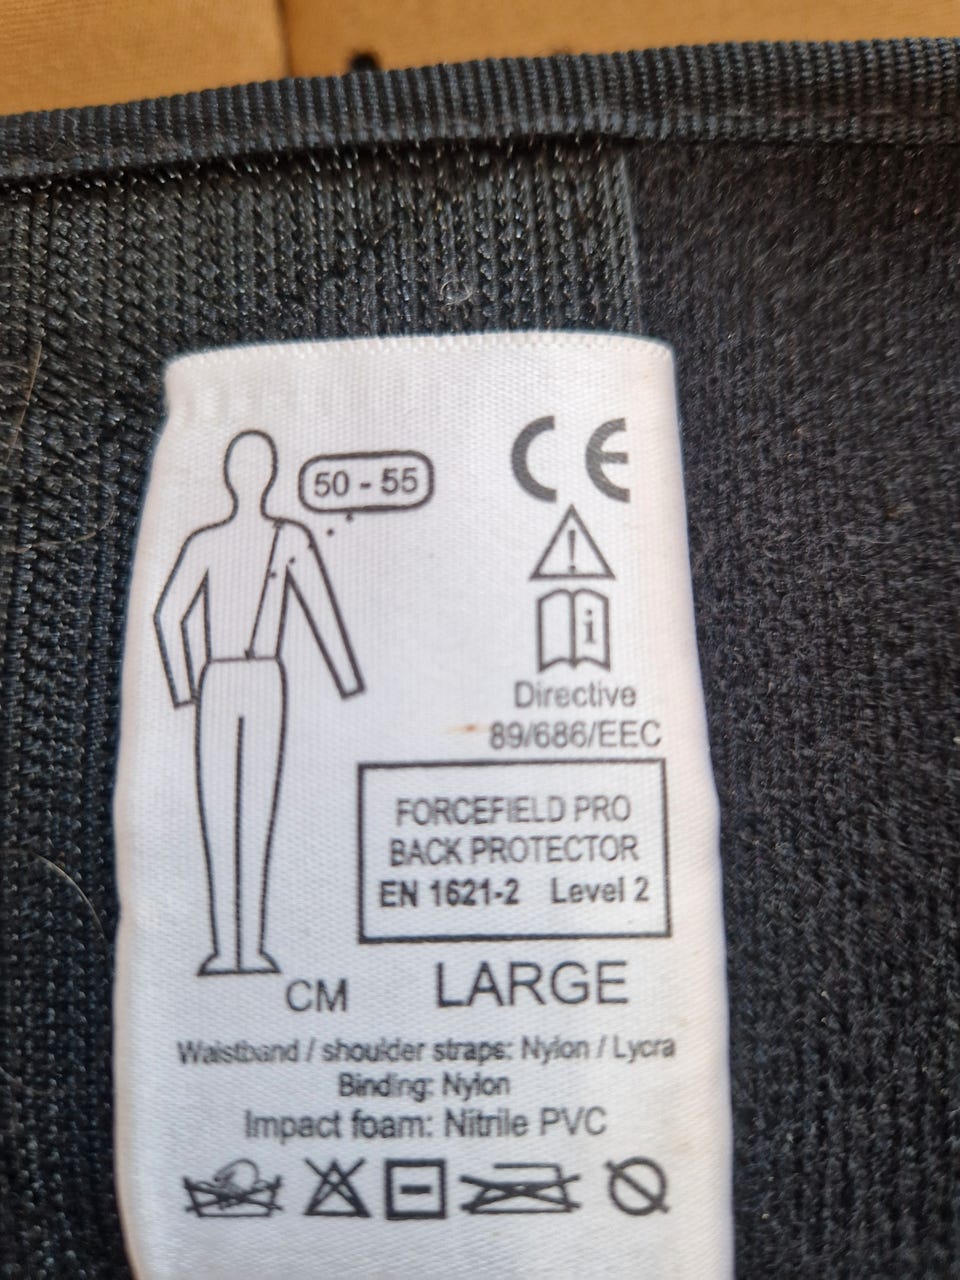 50 - 55
CE
!
i
Directive
89/686/EEC
FORCEFIELD PRO
BACK PROTECTOR
EN 1621-2 Level 2
CM LARGE
Waistband / shoulder straps: Nylon / Lycra
Binding: Nylon
Impact foam: Nitrile PVC